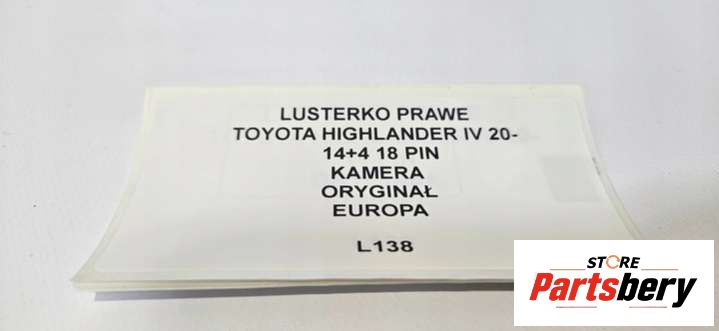 LUSTERKO PRAWE
TOYOTA HIGHLANDER IV 20-
14+4 18 PIN
KAMERA
ORYGINAŁ
EUROPA
L138
STORE
Partsbery